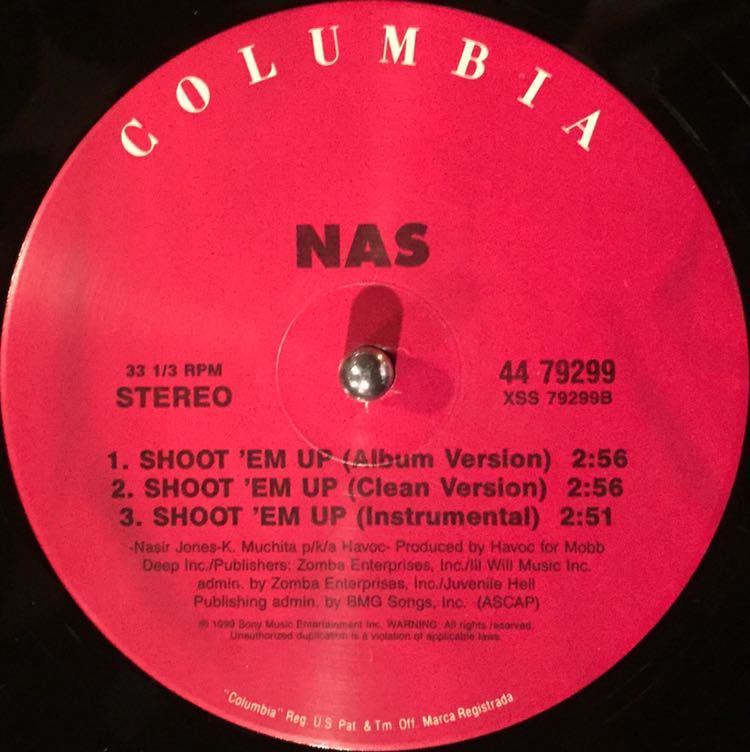 COLUMBIA
NAS
33 1/3 RPM
STEREO
44 79299
XSS 79299B
1. SHOOT 'EM UP (Album Version) 2:56
2. SHOOT 'EM UP (Clean Version) 2:56
3. SHOOT 'EM UP (Instrumental) 2:51
-Nasir Jones-K. Muchita p/k/a Havoc- Produced by Havoc for Mobb
Deep Inc./Publishers: Zomba Enterprises, Inc./Ill Will Music Inc.
admin. by Zomba Enterprises, Inc./Juvenile Hell
Publishing admin. by BMG Songs, Inc. (ASCAP)
℗ 1999 Sony Music Entertainment Inc. WARNING: All rights reserved.
Unauthorized duplication is a violation of applicable laws.
"Columbia" Reg. U.S. Pat. & Tm. Off. Marca Registrada